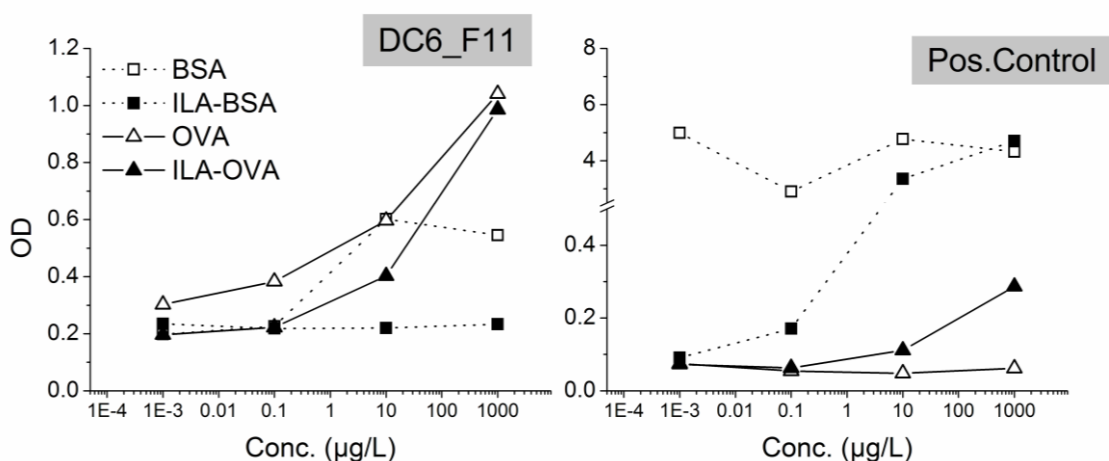 DC6_F11
BSA
ILA-BSA
OVA
ILA-OVA
1.2
1.0
0.8
0.6
0.4
0.2
0.0
OD
1E-4 1E-3 0.01 0.1 1 10 100 1000
Conc. (µg/L)
Pos.Control
8
6
4
0.4
0.2
0.0
1E-4 1E-3 0.01 0.1 1 10 100 1000
Conc. (µg/L)